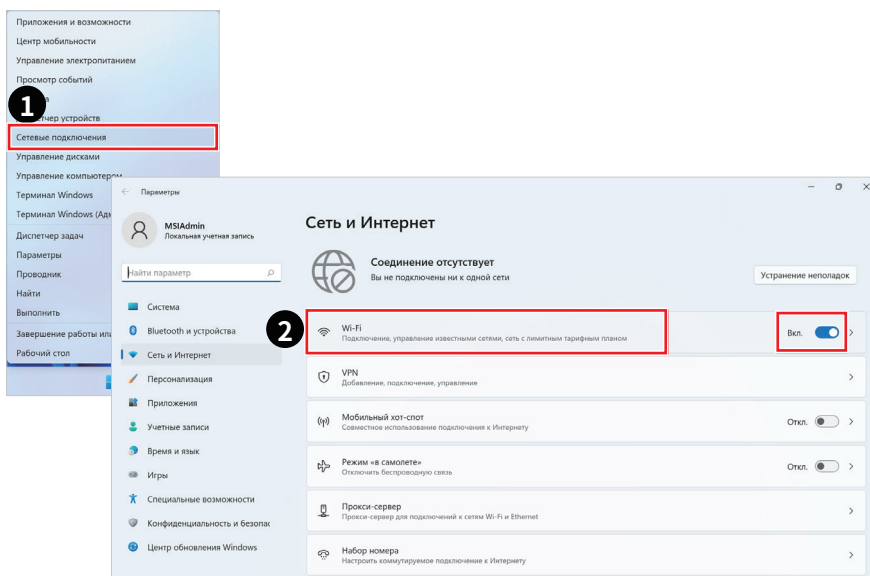 Приложения и возможности
Центр мобильности
Управление электропитанием
Просмотр событий
1
Сетевые подключения
Управление дисками
Управление компьютером
Терминал Windows
Терминал Windows
Диспетчер задач
Параметры
Проводник
Найти
Выполнить
Завершение работы или
Рабочий стол
Параметры
MSIAdmin
Локальная учетная запись
Найти параметр
Система
Bluetooth и устройства
Сеть и Интернет
Персонализация
Приложения
Учетные записи
Время и язык
Игры
Специальные возможности
Конфиденциальность и безопас
Центр обновления Windows
Сеть и Интернет
Соединение отсутствует
Вы не подключены ни к одной сети
Устранение неполадок
2
Wi-Fi
Подключение, управление известными сетями, сеть с лимитным тарифным планом
Вкл.
VPN
Добавление, подключение, управление
Мобильный хот-спот
Совместное использование подключения к Интернету
Откл.
Режим «в самолете»
Отключить беспроводную связь
Откл.
Прокси-сервер
Прокси-сервер для подключений к сетям Wi-Fi и Ethernet
Набор номера
Настроить коммутируемое подключение к Интернету